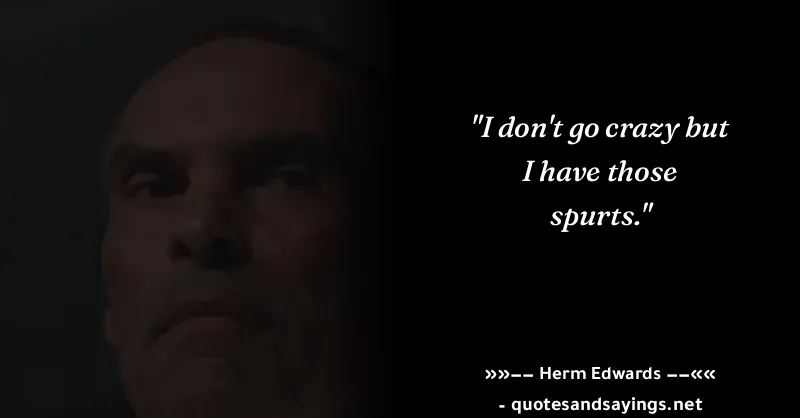 "I don't go crazy but
I have those
spurts."
»»−− Herm Edwards −−««
- quotesandsayings.net